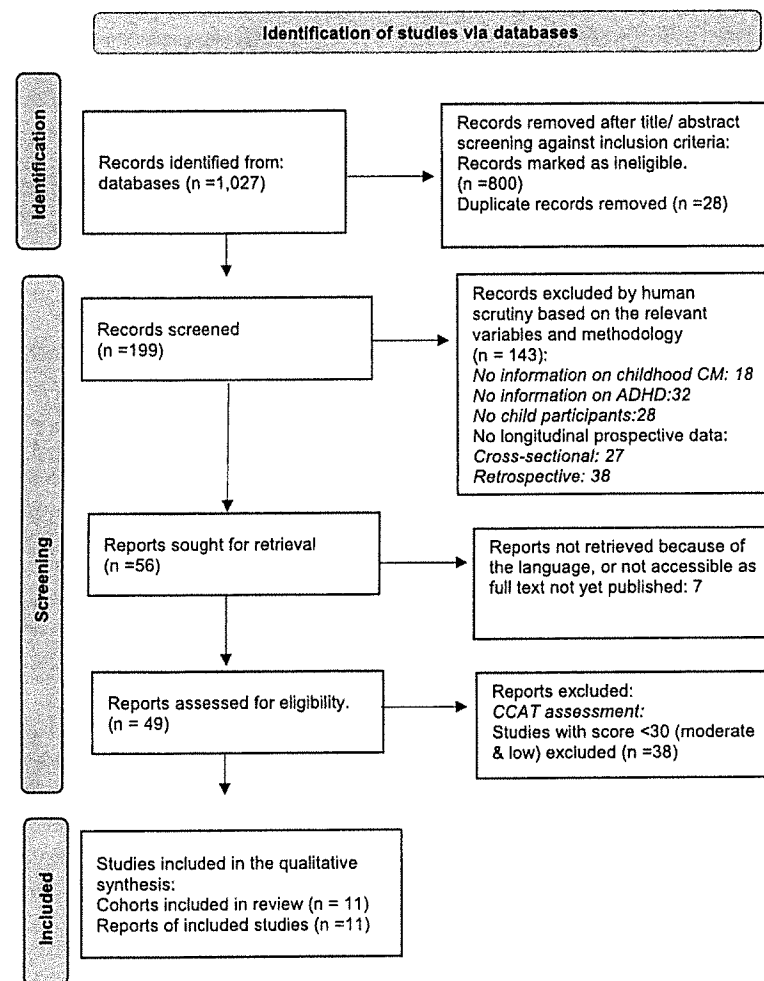 Identification of studies via databases
Identification
Records identified from:
databases (n =1,027)
Records removed after title/ abstract
screening against inclusion criteria:
Records marked as ineligible.
(n =800)
Duplicate records removed (n =28)
Screening
Records screened
(n =199)
Records excluded by human
scrutiny based on the relevant
variables and methodology
(n = 143):
No information on childhood CM: 18
No information on ADHD:32
No child participants:28
No longitudinal prospective data:
Cross-sectional: 27
Retrospective: 38
Reports sought for retrieval
(n =56)
Reports not retrieved because of
the language, or not accessible as
full text not yet published: 7
Reports assessed for eligibility.
(n = 49)
Reports excluded:
CCAT assessment:
Studies with score <30 (moderate
& low) excluded (n =38)
Included
Studies included in the qualitative
synthesis:
Cohorts included in review (n = 11)
Reports of included studies (n =11)